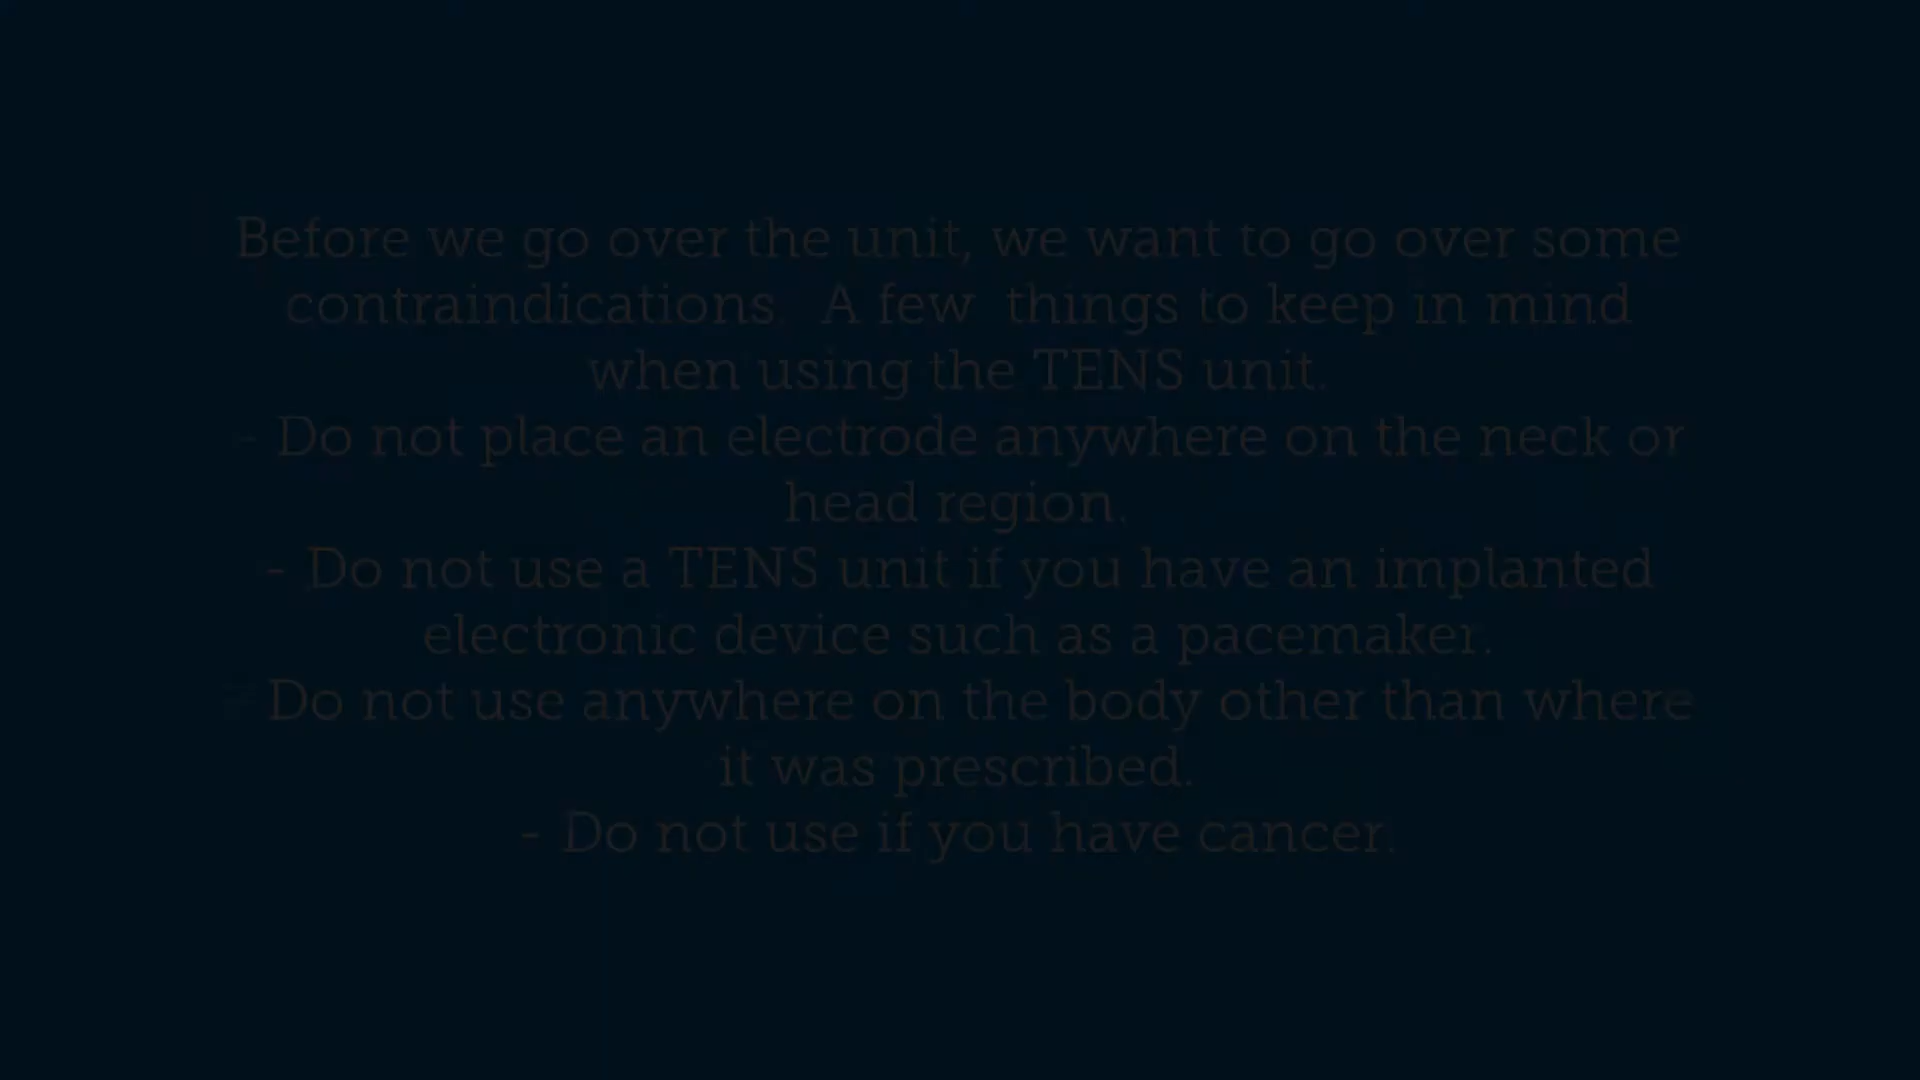 Before we go over the unit, we want to go over some
contraindications. A few things to keep in mind
when using the TENS unit.
- Do not place an electrode anywhere on the neck or
head region.
- Do not use a TENS unit if you have an implanted
electronic device such as a pacemaker.
- Do not use anywhere on the body other than where
it was prescribed.
- Do not use if you have cancer.